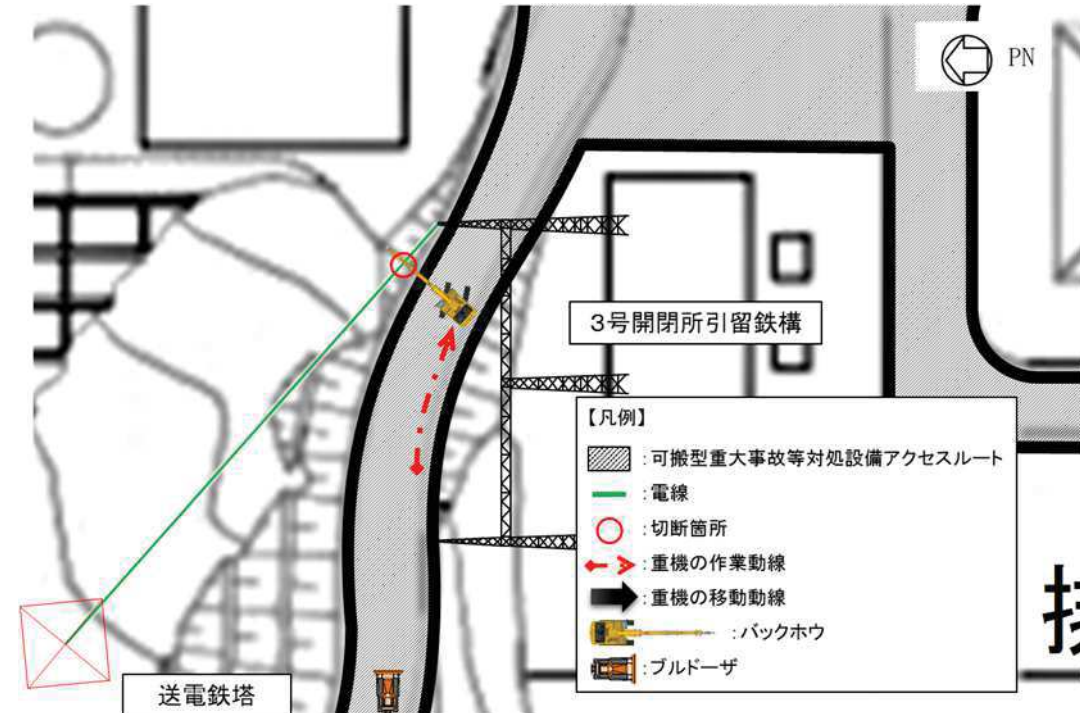 PN
3号開閉所引留鉄構
【凡例】
:可搬型重大事故等対処設備アクセスルート
:電線
:切断箇所
:重機の作業動線
:重機の移動動線
:バックホウ
:ブルドーザ
送電鉄塔